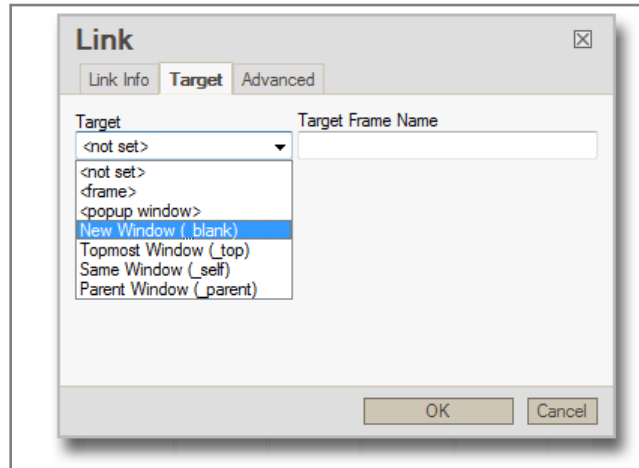 Link
Link Info Target Advanced
Target Target Frame Name
<not set>
<not set>
<frame>
<popup window>
New Window (_blank)
Topmost Window (_top)
Same Window (_self)
Parent Window (_parent)
OK Cancel